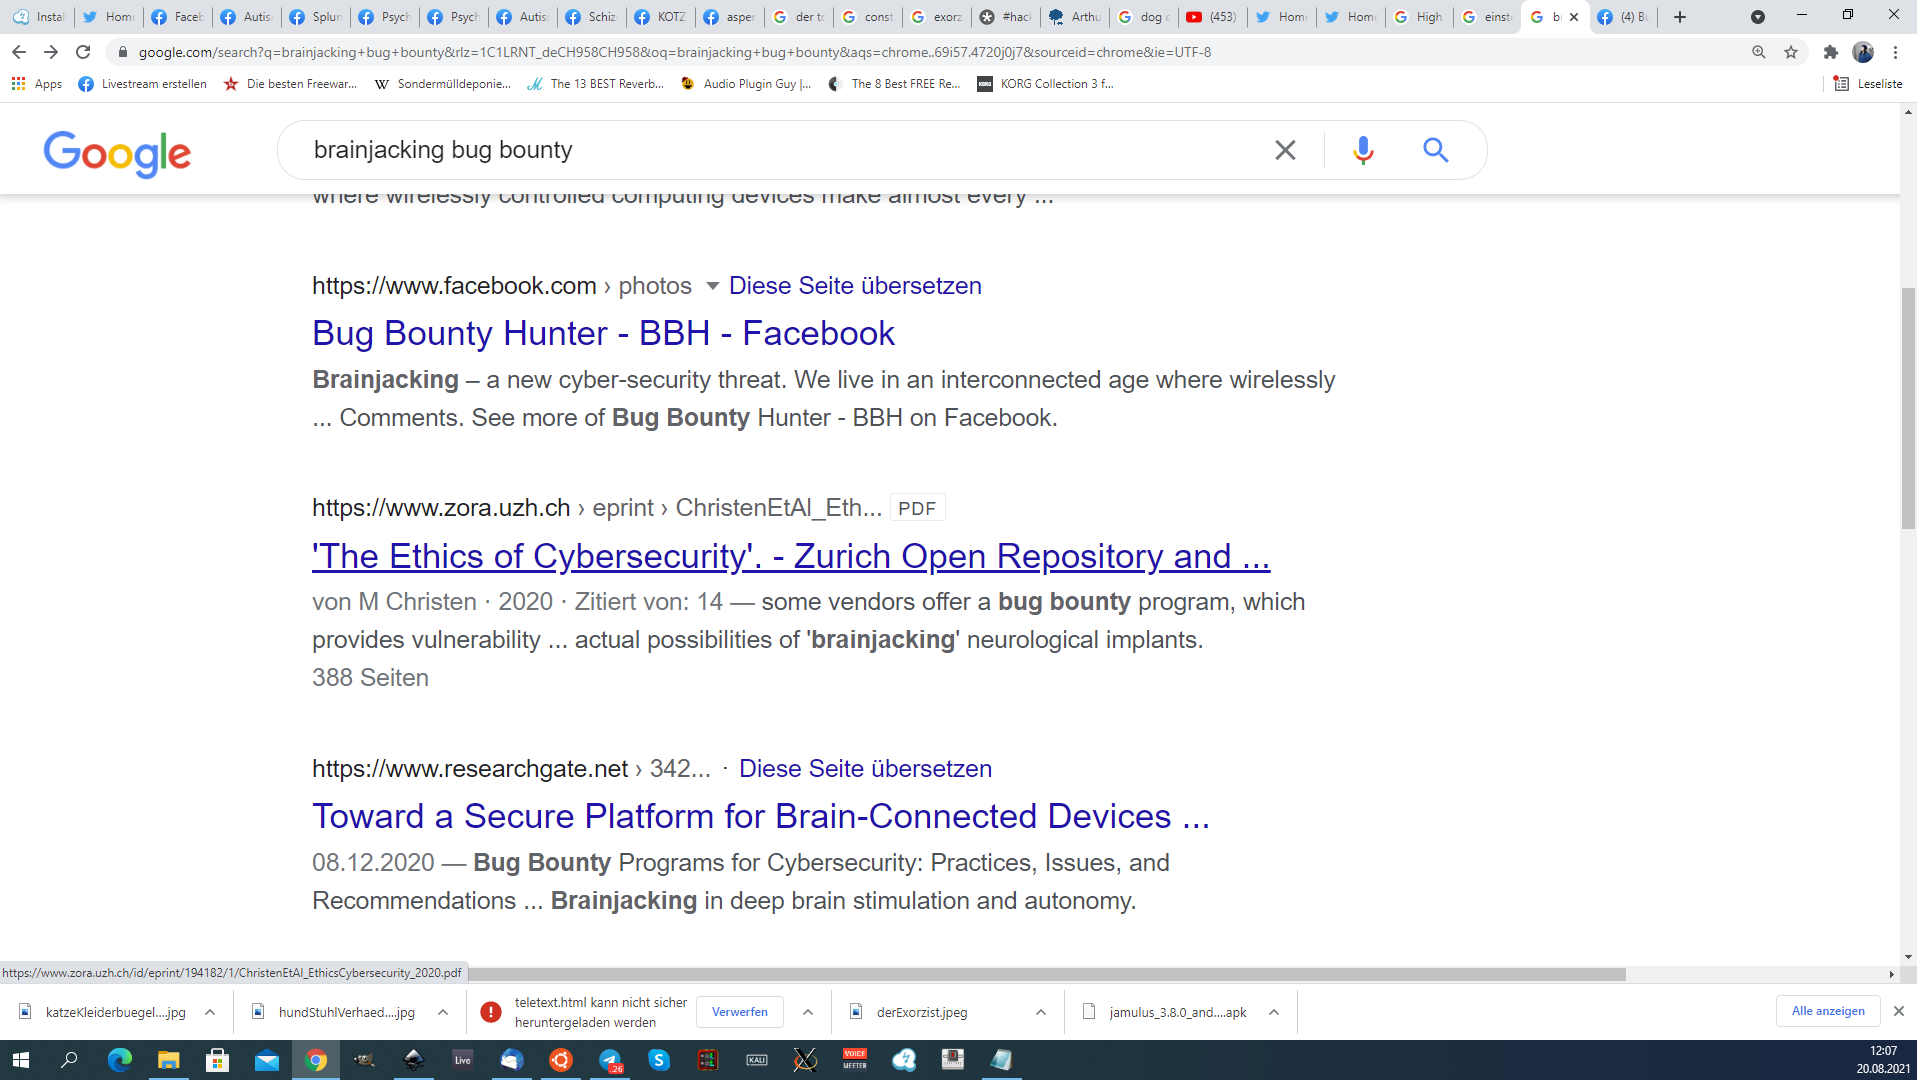 Instal
Home
Faceb
Autis
Splun
Psych
Psych
Autis
Schiz
KOTZ
asper
der to
const
exorz
#hack
Arthu
dog c
(453)
Home
Home
High
einste
(4) Bu
google.com/search?q=brainjacking+bug+bounty&rlz=1C1LRNT_deCH958CH958&oq=brainjacking+bug+bounty&aqs=chrome..69i57.4720j0j7&sourceid=chrome&ie=UTF-8
Apps
Livestream erstellen
Die besten Freewar...
Sondermülldeponie...
The 13 BEST Reverb...
Audio Plugin Guy |...
The 8 Best FREE Re...
KORG Collection 3 f...
Leseliste
Google
brainjacking bug bounty
where wirelessly controlled computing devices make almost every ...
https://www.facebook.com › photos Diese Seite übersetzen
Bug Bounty Hunter - BBH - Facebook
Brainjacking – a new cyber-security threat. We live in an interconnected age where wirelessly
... Comments. See more of Bug Bounty Hunter - BBH on Facebook.
https://www.zora.uzh.ch › eprint › ChristenEtAl_Eth... PDF
'The Ethics of Cybersecurity'. - Zurich Open Repository and ...
von M Christen · 2020 · Zitiert von: 14 — some vendors offer a bug bounty program, which
provides vulnerability ... actual possibilities of 'brainjacking' neurological implants.
388 Seiten
https://www.researchgate.net › 342... · Diese Seite übersetzen
Toward a Secure Platform for Brain-Connected Devices ...
08.12.2020 — Bug Bounty Programs for Cybersecurity: Practices, Issues, and
Recommendations ... Brainjacking in deep brain stimulation and autonomy.
https://www.zora.uzh.ch/id/eprint/194182/1/ChristenEtAl_EthicsCybersecurity_2020.pdf
katzeKleiderbuegel....jpg
hundStuhlVerhaed....jpg
teletext.html kann nicht sicher
heruntergeladen werden
Verwerfen
derExorzist.jpeg
jamulus_3.8.0_and....apk
Alle anzeigen
Live
.26
KALI
VOICE
MEETER
12:07
20.08.2021